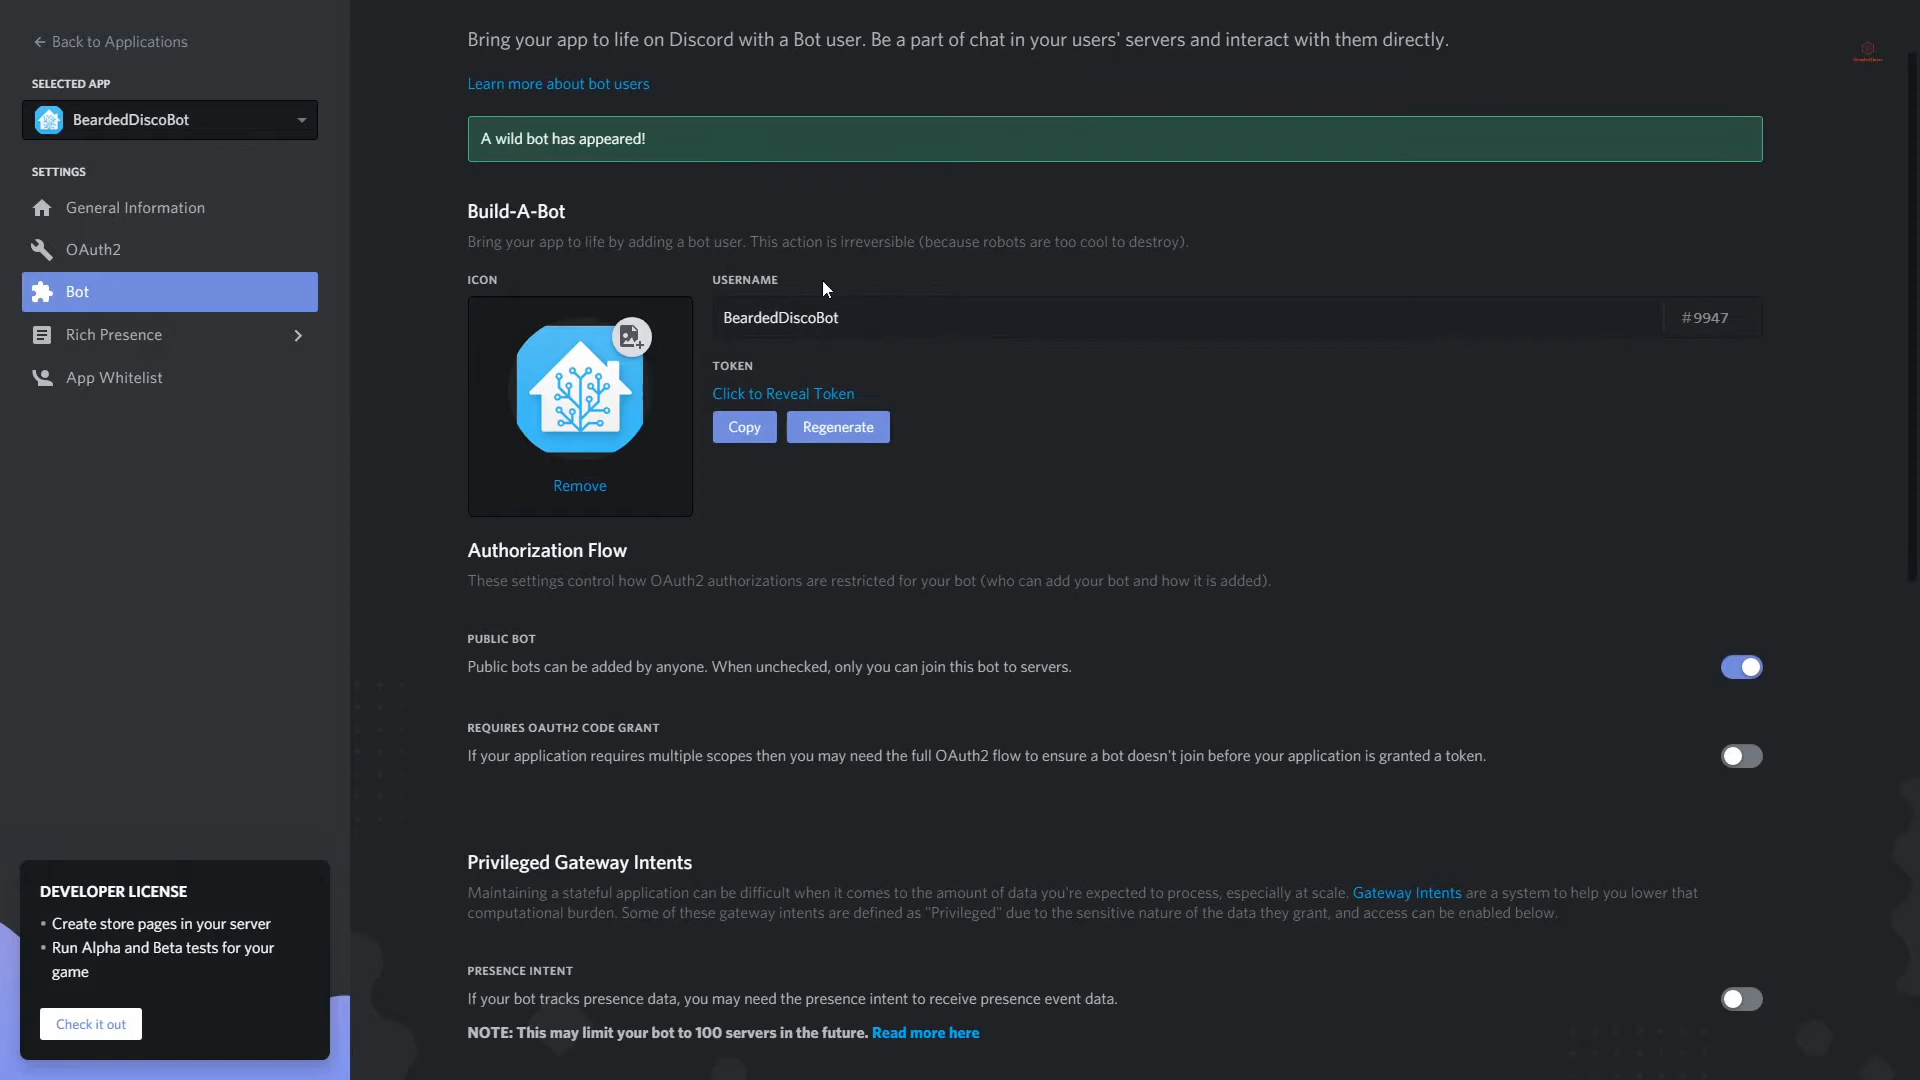 Back to Applications
SELECTED APP
BeardedDiscoBot
SETTINGS
General Information
OAuth2
Bot
Rich Presence
App Whitelist
DEVELOPER LICENSE
• Create store pages in your server
• Run Alpha and Beta tests for your
game
Check it out
Bring your app to life on Discord with a Bot user. Be a part of chat in your users' servers and interact with them directly.
Learn more about bot users
A wild bot has appeared!
Build-A-Bot
Bring your app to life by adding a bot user. This action is irreversible (because robots are too cool to destroy).
ICON
Remove
USERNAME
BeardedDiscoBot #9947
TOKEN
Click to Reveal Token
Copy Regenerate
Authorization Flow
These settings control how OAuth2 authorizations are restricted for your bot (who can add your bot and how it is added).
PUBLIC BOT
Public bots can be added by anyone. When unchecked, only you can join this bot to servers.
REQUIRES OAUTH2 CODE GRANT
If your application requires multiple scopes then you may need the full OAuth2 flow to ensure a bot doesn't join before your application is granted a token.
Privileged Gateway Intents
Maintaining a stateful application can be difficult when it comes to the amount of data you're expected to process, especially at scale. Gateway Intents are a system to help you lower that
computational burden. Some of these gateway intents are defined as "Privileged" due to the sensitive nature of the data they grant, and access can be enabled below.
PRESENCE INTENT
If your bot tracks presence data, you may need the presence intent to receive presence event data.
NOTE: This may limit your bot to 100 servers in the future. Read more here